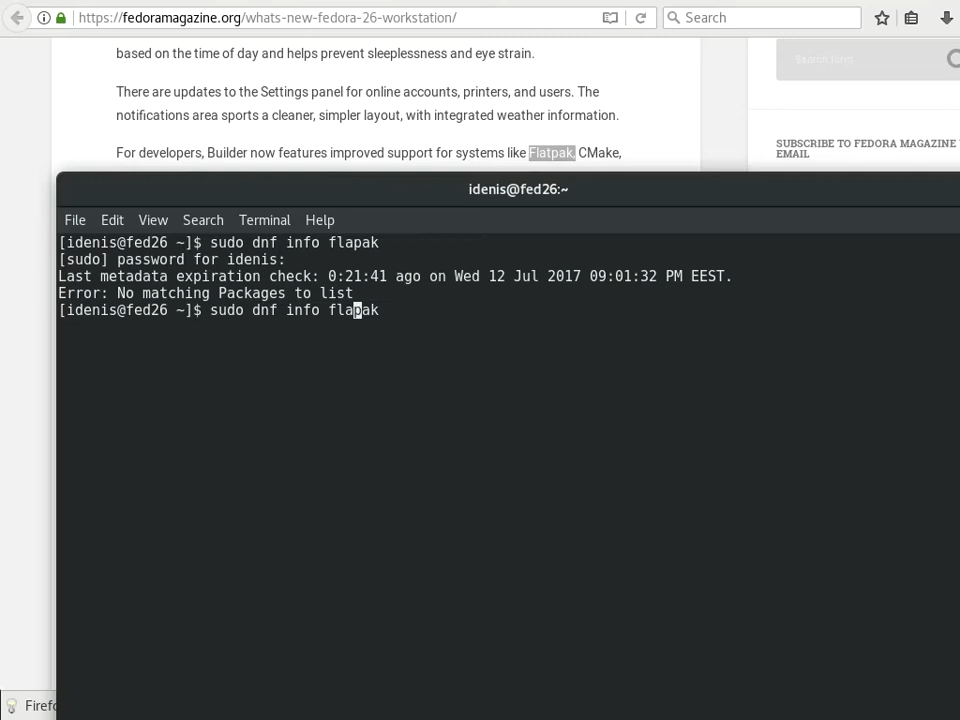 https://fedoramagazine.org/whats-new-fedora-26-workstation/
Search
based on the time of day and helps prevent sleeplessness and eye strain.
There are updates to the Settings panel for online accounts, printers, and users. The
notifications area sports a cleaner, simpler layout, with integrated weather information.
For developers, Builder now features improved support for systems like Flatpak, CMake,
Search form
SUBSCRIBE TO FEDORA MAGAZINE
EMAIL
idenis@fed26:~
File Edit View Search Terminal Help
[idenis@fed26 ~]$ sudo dnf info flapak
[sudo] password for idenis:
Last metadata expiration check: 0:21:41 ago on Wed 12 Jul 2017 09:01:32 PM EEST.
Error: No matching Packages to list
[idenis@fed26 ~]$ sudo dnf info flapak
Firefo